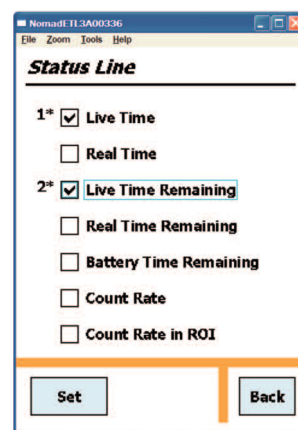 NomadETL3A00336
File Zoom Tools Help
Status Line
1* Live Time
Real Time
2* Live Time Remaining
Real Time Remaining
Battery Time Remaining
Count Rate
Count Rate in ROI
Set Back